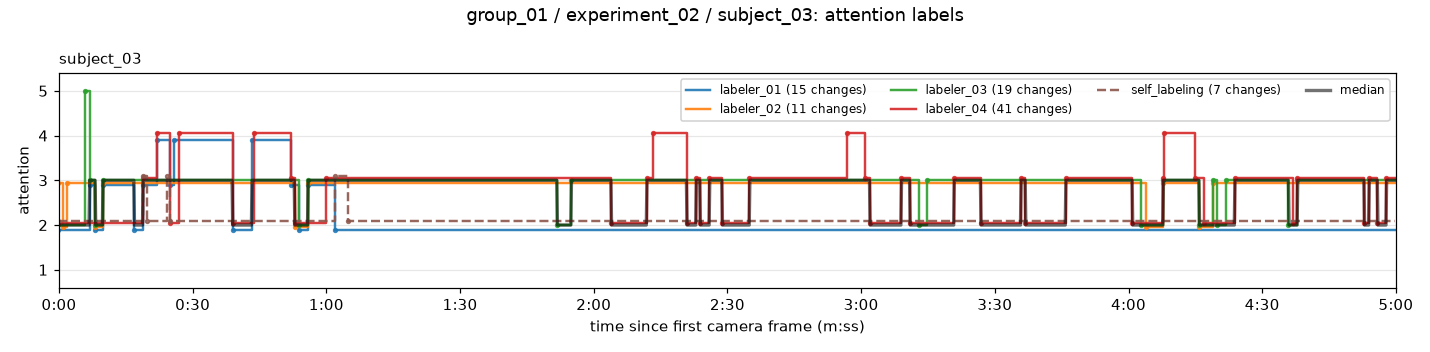 group_01 / experiment_02 / subject_03: attention labels
subject_03
labeler_01 (15 changes)
labeler_02 (11 changes)
labeler_03 (19 changes)
labeler_04 (41 changes)
self_labeling (7 changes)
median
attention
5
4
3
2
1
0:00 0:30 1:00 1:30 2:00 2:30 3:00 3:30 4:00 4:30 5:00
time since first camera frame (m:ss)